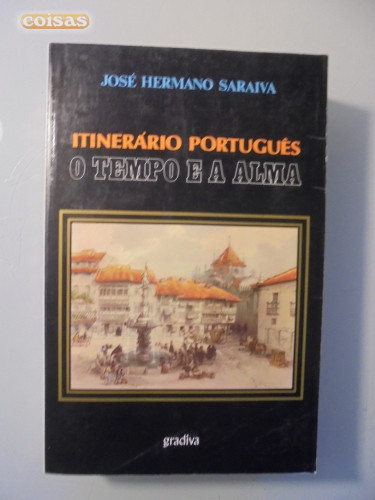 coisas
JOSÉ HERMANO SARAIVA
ITINERÁRIO PORTUGUÊS
O TEMPO E A ALMA
gradiva